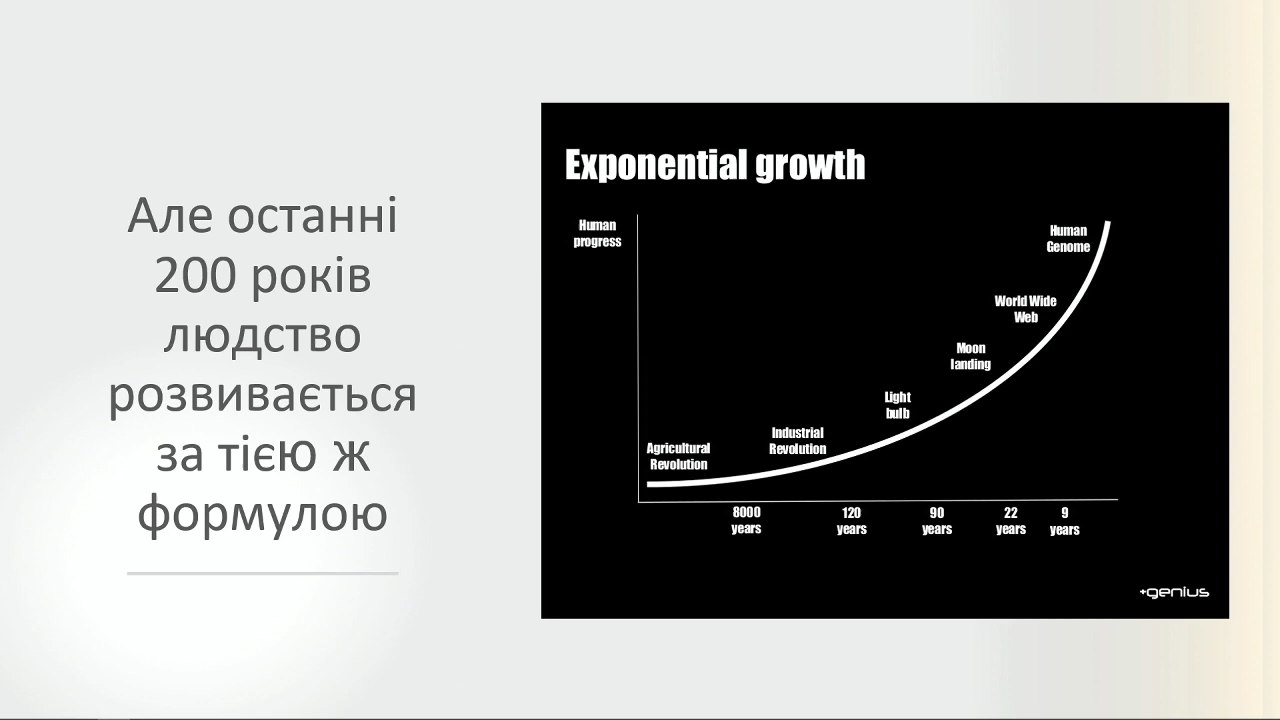 Але останні
200 років
людство
розвивається
за тією ж
формулою
Exponential growth
Human
progress
Agricultural
Revolution
Industrial
Revolution
Light
bulb
Moon
landing
World Wide
Web
Human
Genome
8000
years
120
years
90
years
22
years
9
years
+genius